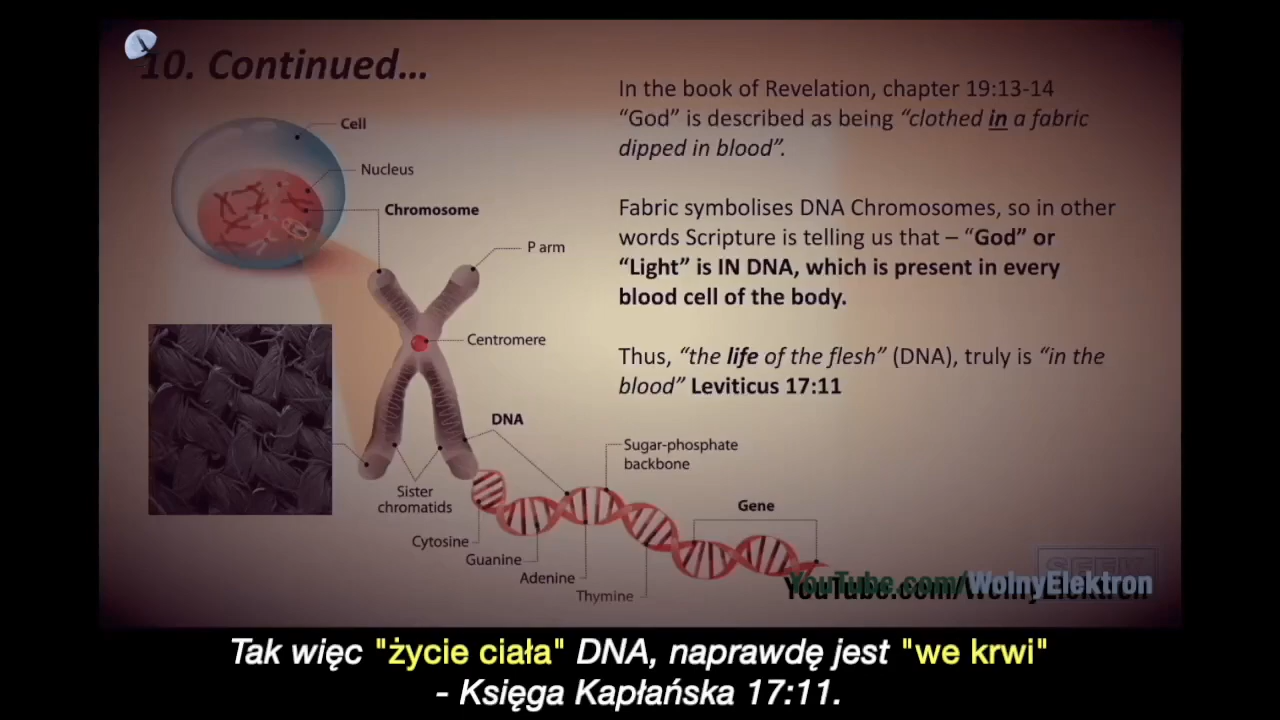 10. Continued...
Cell
Nucleus
Chromosome
P arm
Centromere
DNA
Sugar-phosphate
backbone
Sister
chromatids
Gene
Cytosine
Guanine
Adenine
Thymine
In the book of Revelation, chapter 19:13-14
“God” is described as being “clothed in a fabric
dipped in blood”.
Fabric symbolises DNA Chromosomes, so in other
words Scripture is telling us that – “God” or
“Light” is IN DNA, which is present in every
blood cell of the body.
Thus, “the life of the flesh” (DNA), truly is “in the
blood” Leviticus 17:11
YouTube.com/WolnyElektron
Tak więc "życie ciała" DNA, naprawdę jest "we krwi"
- Księga Kapłańska 17:11.